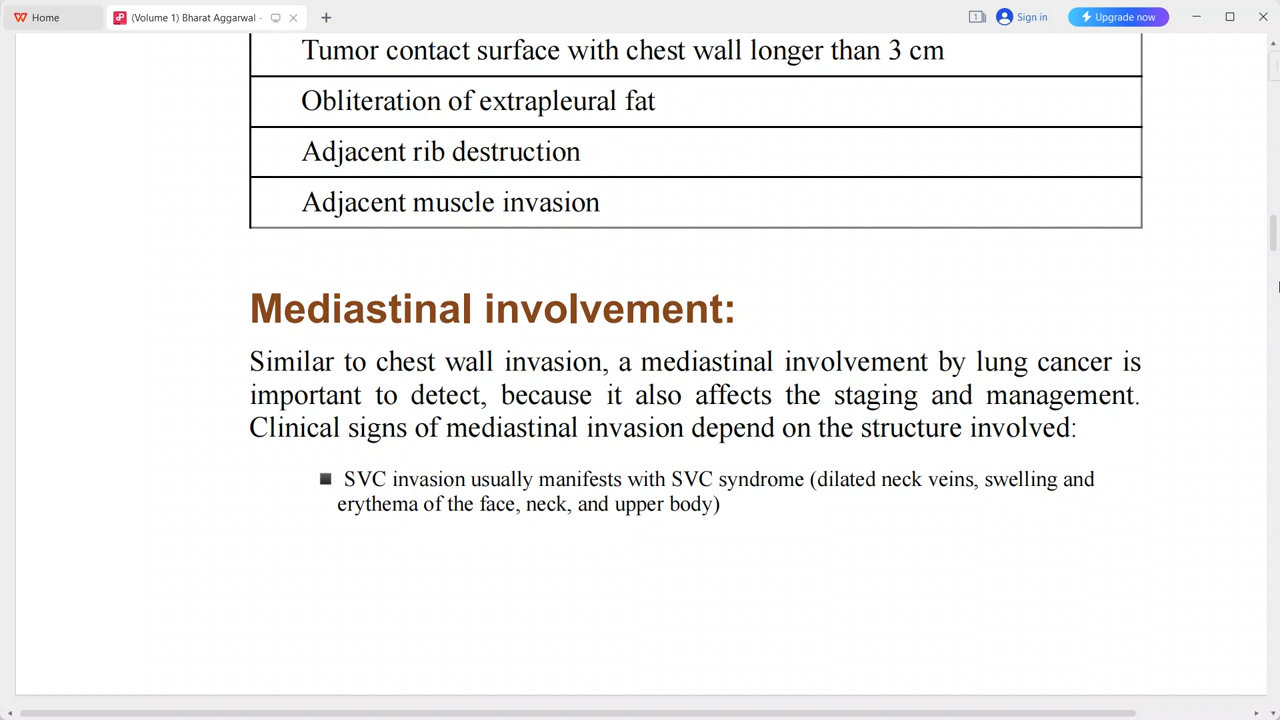 Home
(Volume 1) Bharat Aggarwal -
1
Sign in
Upgrade now
Tumor contact surface with chest wall longer than 3 cm
Obliteration of extrapleural fat
Adjacent rib destruction
Adjacent muscle invasion
Mediastinal involvement:
Similar to chest wall invasion, a mediastinal involvement by lung cancer is
important to detect, because it also affects the staging and management.
Clinical signs of mediastinal invasion depend on the structure involved:
SVC invasion usually manifests with SVC syndrome (dilated neck veins, swelling and
erythema of the face, neck, and upper body)